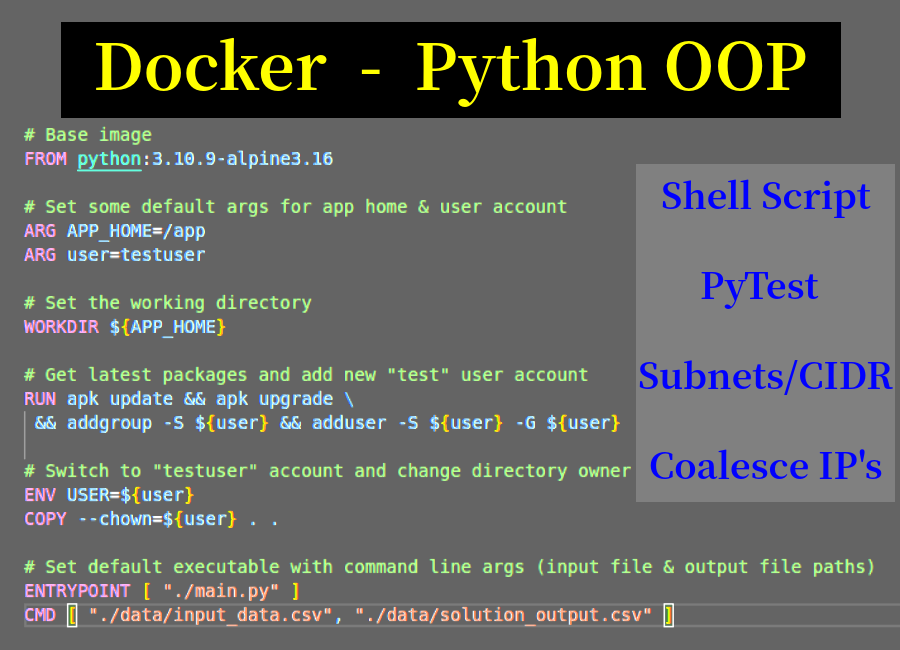 Docker - Python OOP
# Base image
FROM python:3.10.9-alpine3.16
# Set some default args for app home & user account
ARG APP_HOME=/app
ARG user=testuser
# Set the working directory
WORKDIR ${APP_HOME}
# Get latest packages and add new "test" user account
RUN apk update && apk upgrade \
&& addgroup -S ${user} && adduser -S ${user} -G ${user}
# Switch to "testuser" account and change directory owner
ENV USER=${user}
COPY --chown=${user} . .
# Set default executable with command line args (input file & output file paths)
ENTRYPOINT [ "./main.py" ]
CMD [ "./data/input_data.csv", "./data/solution_output.csv" ]
Shell Script
PyTest
Subnets/CIDR
Coalesce IP's